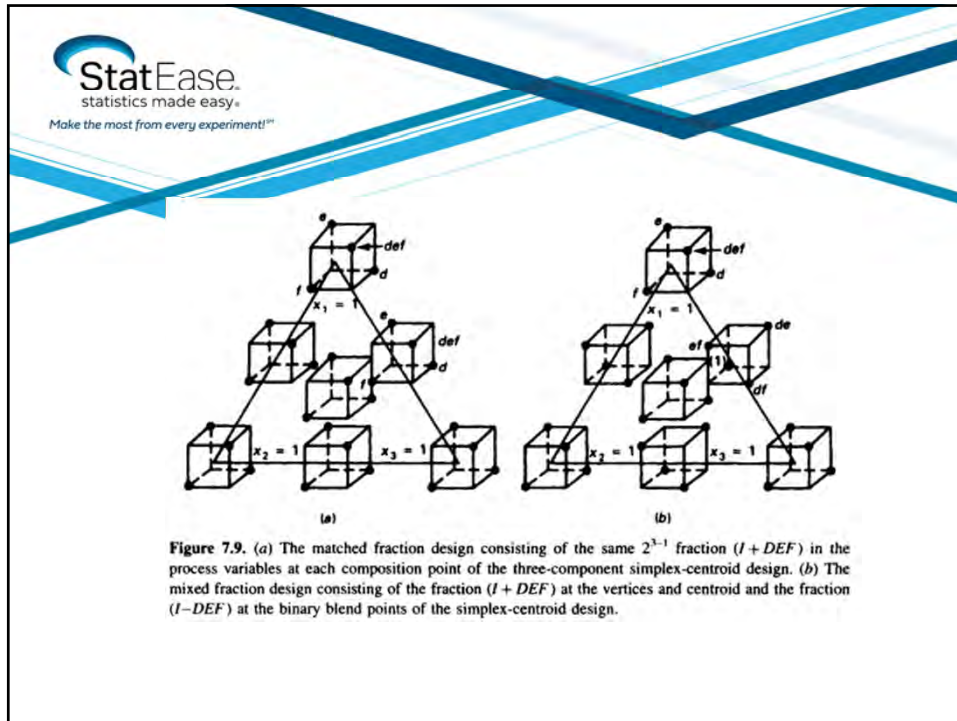 StatEase®
statistics made easy®
Make the most from every experiment!℠
e
def
d
f
x₁ = 1
e
def
d
f
x₂ = 1
x₃ = 1
(a)
e
def
d
f
x₁ = 1
de
ef
(1)
df
x₂ = 1
x₃ = 1
(b)
Figure 7.9. (a) The matched fraction design consisting of the same 2³⁻¹ fraction (I + DEF) in the
process variables at each composition point of the three-component simplex-centroid design. (b) The
mixed fraction design consisting of the fraction (I + DEF) at the vertices and centroid and the fraction
(I−DEF) at the binary blend points of the simplex-centroid design.